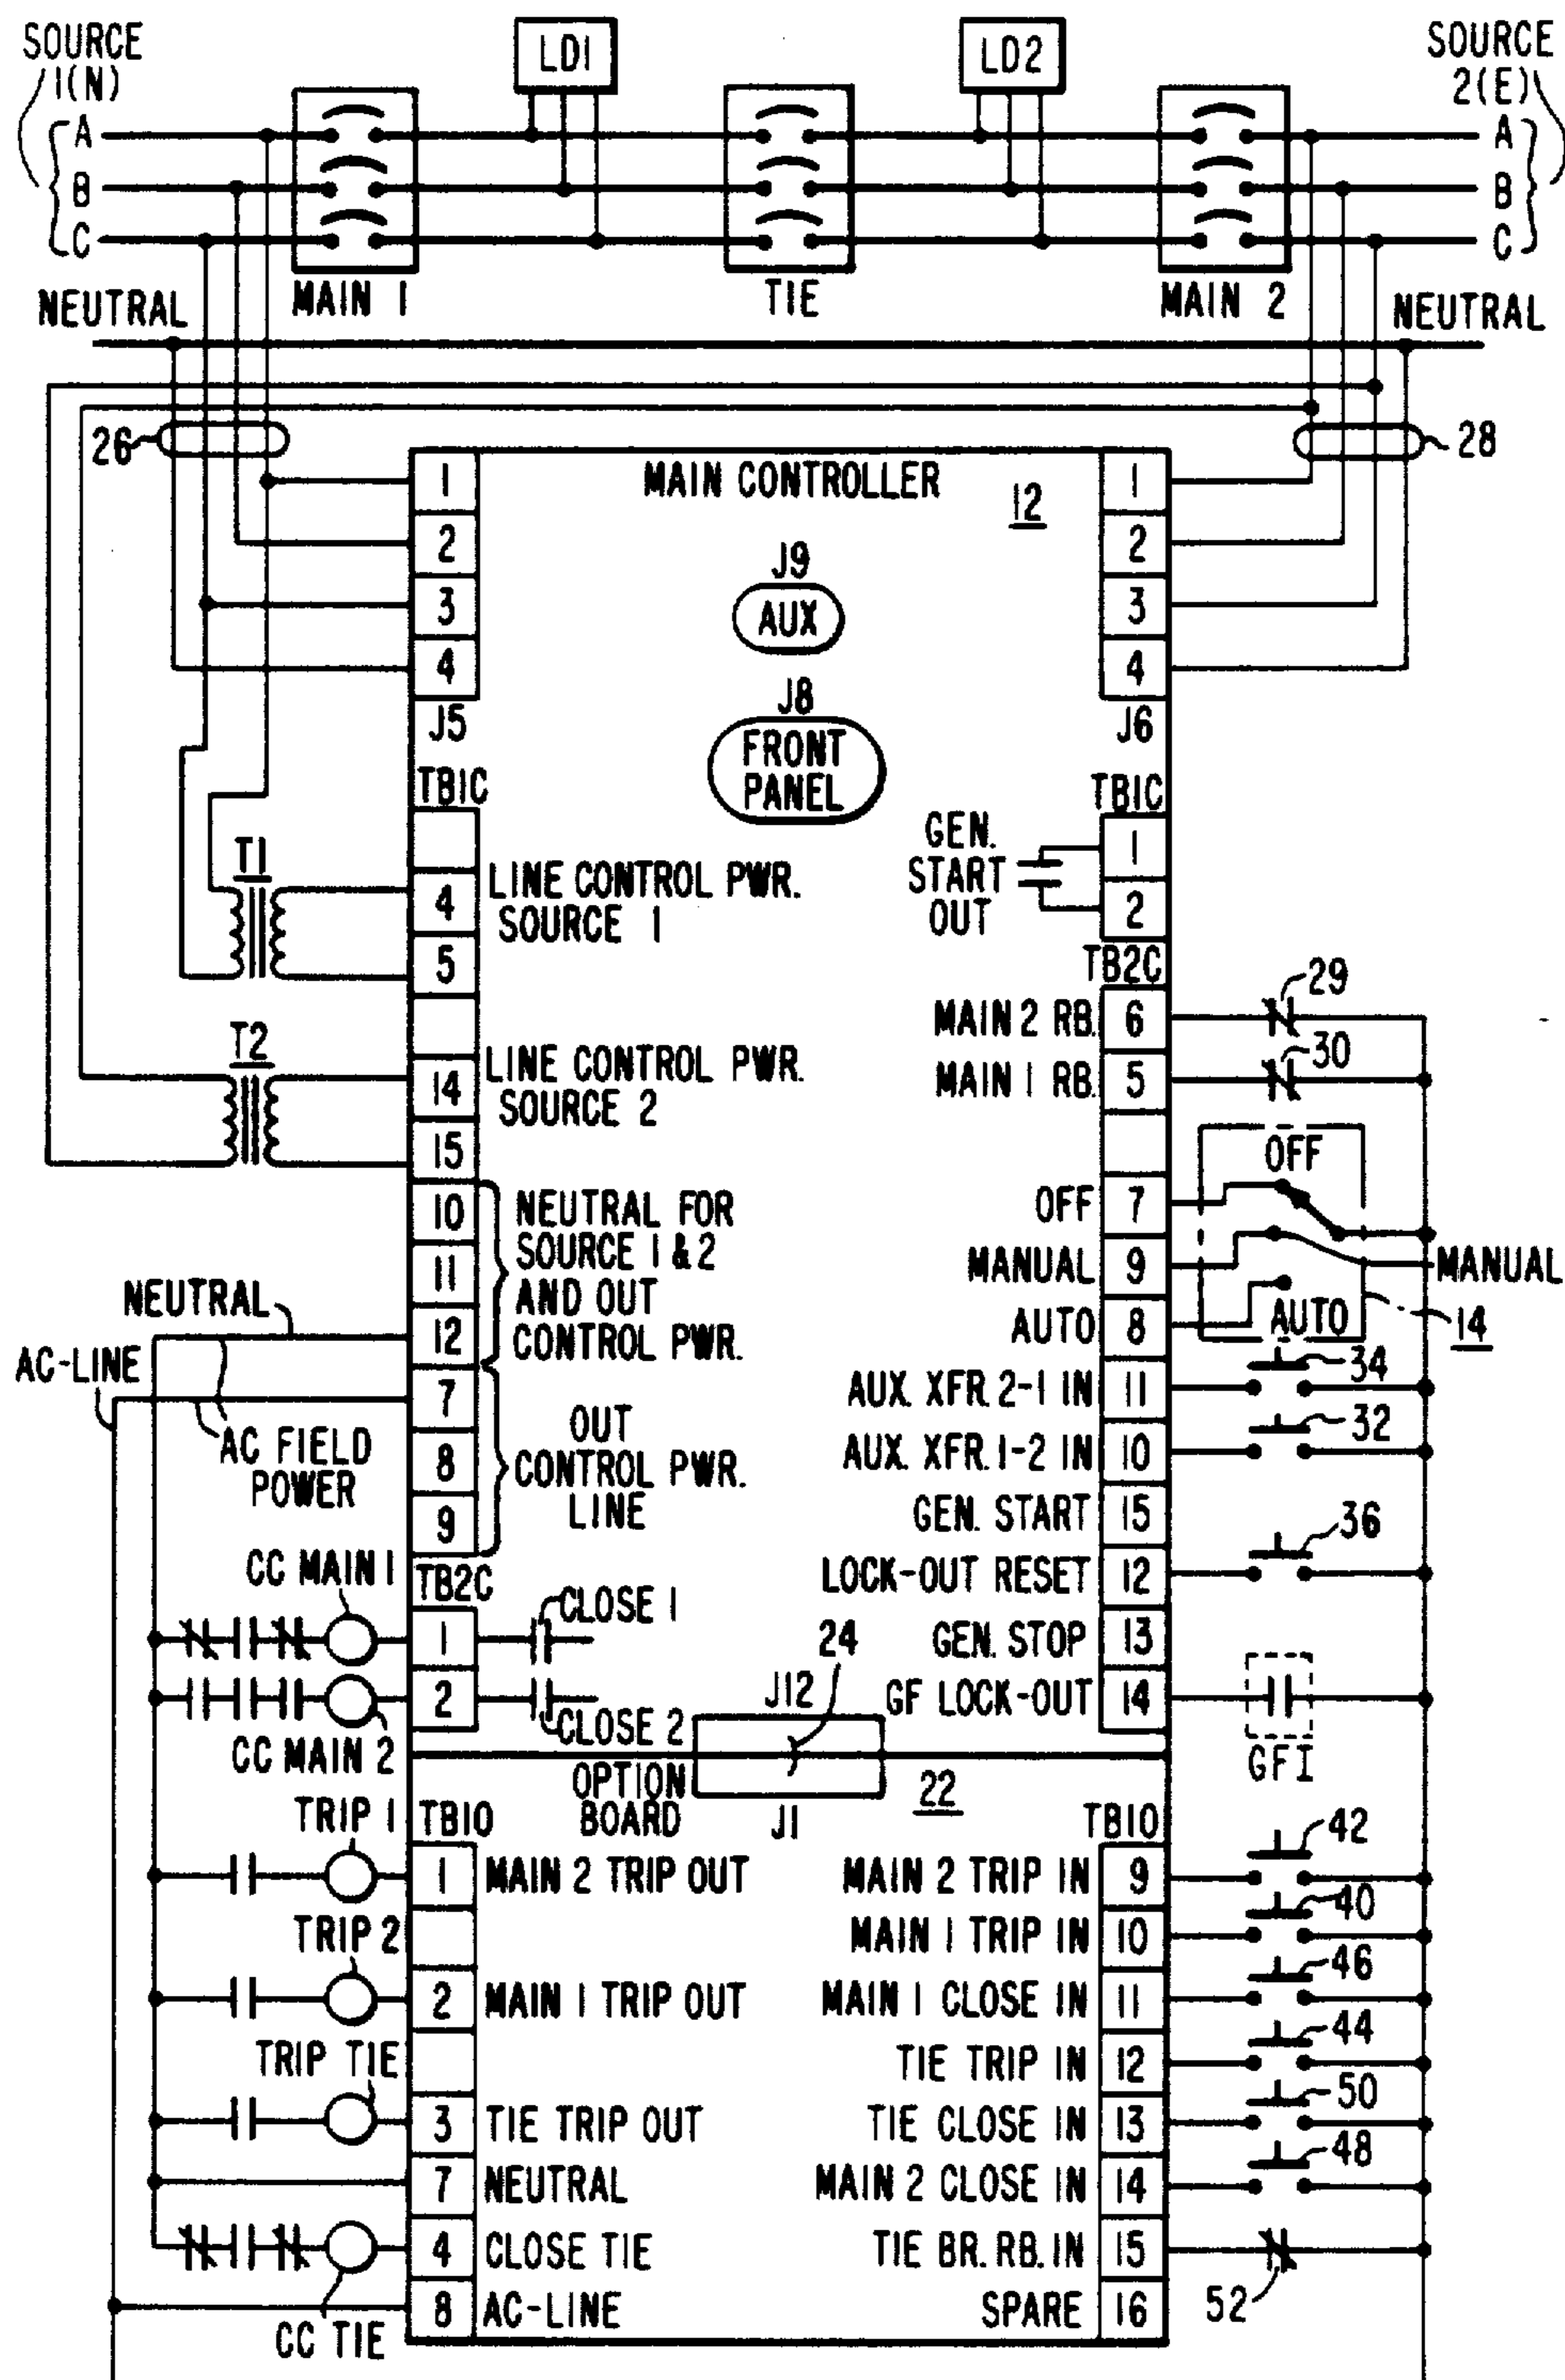 SOURCE 1(N)
LD1
LD2
SOURCE 2(E)
A
B
C
A
B
C
MAIN 1
TIE
MAIN 2
NEUTRAL
NEUTRAL
26
28
MAIN CONTROLLER
12
1
2
3
4
J5
1
2
3
4
J6
J9
AUX
J8
FRONT
PANEL
TB1C
4
5
14
15
10
11
12
7
8
9
T1
T2
LINE CONTROL PWR.
SOURCE 1
LINE CONTROL PWR.
SOURCE 2
NEUTRAL FOR
SOURCE 1 & 2
AND OUT
CONTROL PWR.
OUT
CONTROL PWR.
LINE
TB1C
GEN.
START
OUT
1
2
TB2C
MAIN 2 RB. 6
29
MAIN 1 RB. 5
30
OFF 7
OFF
MANUAL 9
MANUAL
AUTO 8
AUTO
14
AUX. XFR. 2-1 IN 11
34
AUX. XFR. 1-2 IN 10
32
GEN. START 15
LOCK-OUT RESET 12
36
GEN. STOP 13
GF LOCK-OUT 14
GFI
NEUTRAL
AC-LINE
AC FIELD
POWER
CC MAIN 1
TB2C
1
CLOSE 1
2
CLOSE 2
CC MAIN 2
24
J12
J1
OPTION
BOARD
22
TRIP 1
TB10
1 MAIN 2 TRIP OUT
TRIP 2
2 MAIN 1 TRIP OUT
TRIP TIE
3 TIE TRIP OUT
7 NEUTRAL
4 CLOSE TIE
8 AC-LINE
CC TIE
TB10
MAIN 2 TRIP IN 9
42
MAIN 1 TRIP IN 10
40
MAIN 1 CLOSE IN 11
46
TIE TRIP IN 12
44
TIE CLOSE IN 13
50
MAIN 2 CLOSE IN 14
48
TIE BR. RB. IN 15
52
SPARE 16